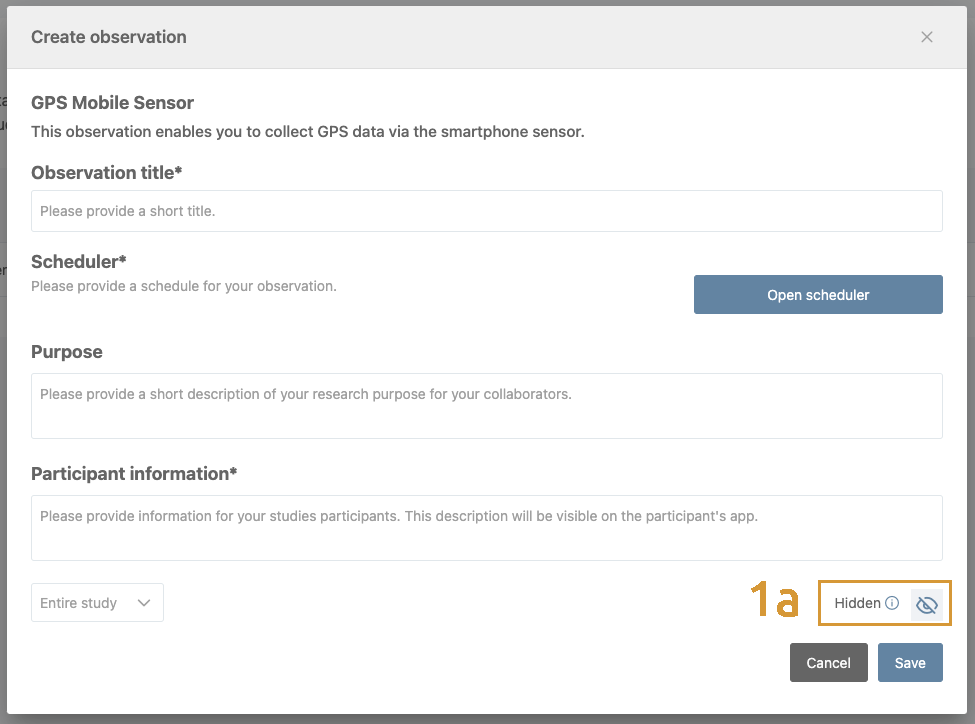 Create observation
GPS Mobile Sensor
This observation enables you to collect GPS data via the smartphone sensor.
Observation title*
Please provide a short title.
Scheduler*
Please provide a schedule for your observation.
Open scheduler
Purpose
Please provide a short description of your research purpose for your collaborators.
Participant information*
Please provide information for your studies participants. This description will be visible on the participant's app.
Entire study
1a
Hidden
Cancel
Save